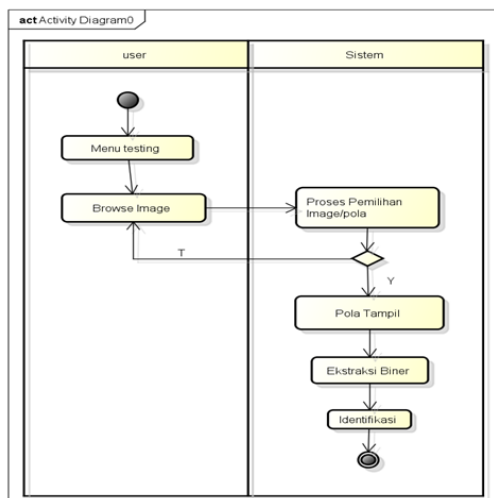 act Activity Diagram0
user
Sistem
Menu testing
Browse Image
Proses Pemilihan
Image/pola
T
Y
Pola Tampil
Ekstraksi Biner
Identifikasi